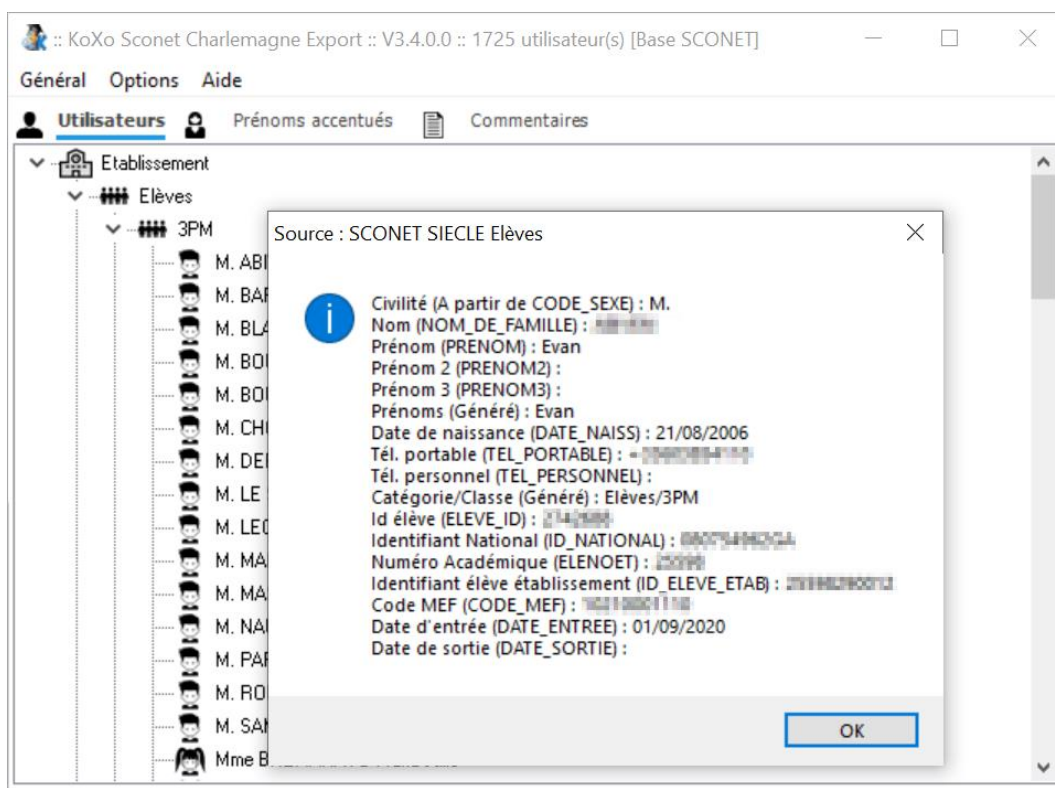 :: KoXo Sconet Charlemagne Export :: V3.4.0.0 :: 1725 utilisateur(s) [Base SCONET]
Général Options Aide
Utilisateurs Prénoms accentués Commentaires
Etablissement
Elèves
3PM
Source : SCONET SIECLE Elèves
M. ABI
M. BAR
M. BLA
M. BOU
M. BOU
M. CHO
M. DEI
M. LE
M. LEC
M. MA
M. MA
M. NAI
M. PAR
M. RO
M. SAN
Mme
Civilité (A partir de CODE_SEXE) : M.
Nom (NOM_DE_FAMILLE) :
Prénom (PRENOM) : Evan
Prénom 2 (PRENOM2) :
Prénom 3 (PRENOM3) :
Prénoms (Généré) : Evan
Date de naissance (DATE_NAISS) : 21/08/2006
Tél. portable (TEL_PORTABLE) :
Tél. personnel (TEL_PERSONNEL) :
Catégorie/Classe (Généré) : Elèves/3PM
Id élève (ELEVE_ID) :
Identifiant National (ID_NATIONAL) :
Numéro Académique (ELENOET) :
Identifiant élève établissement (ID_ELEVE_ETAB) :
Code MEF (CODE_MEF) :
Date d'entrée (DATE_ENTREE) : 01/09/2020
Date de sortie (DATE_SORTIE) :
OK